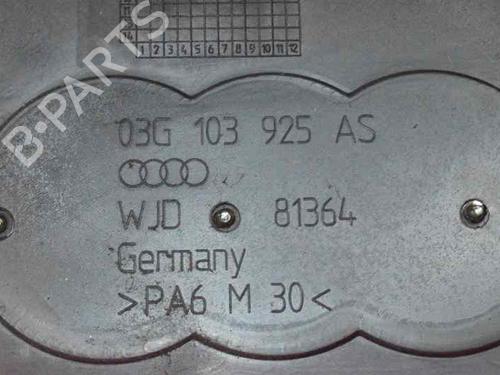 14
1 2 3 4 5 6 7 8 9 10 11 12
B-PARTS
03G 103 925 AS
WJD 81364
Germany
>PA6 M 30<